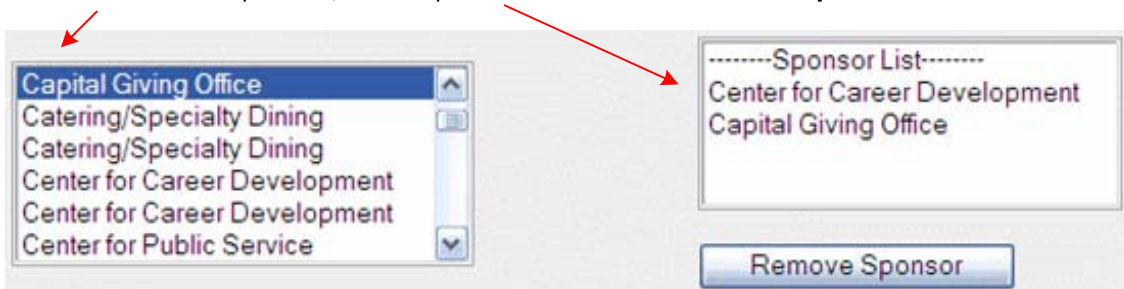 Capital Giving Office
Catering/Specialty Dining
Catering/Specialty Dining
Center for Career Development
Center for Career Development
Center for Public Service
--------Sponsor List--------
Center for Career Development
Capital Giving Office
Remove Sponsor